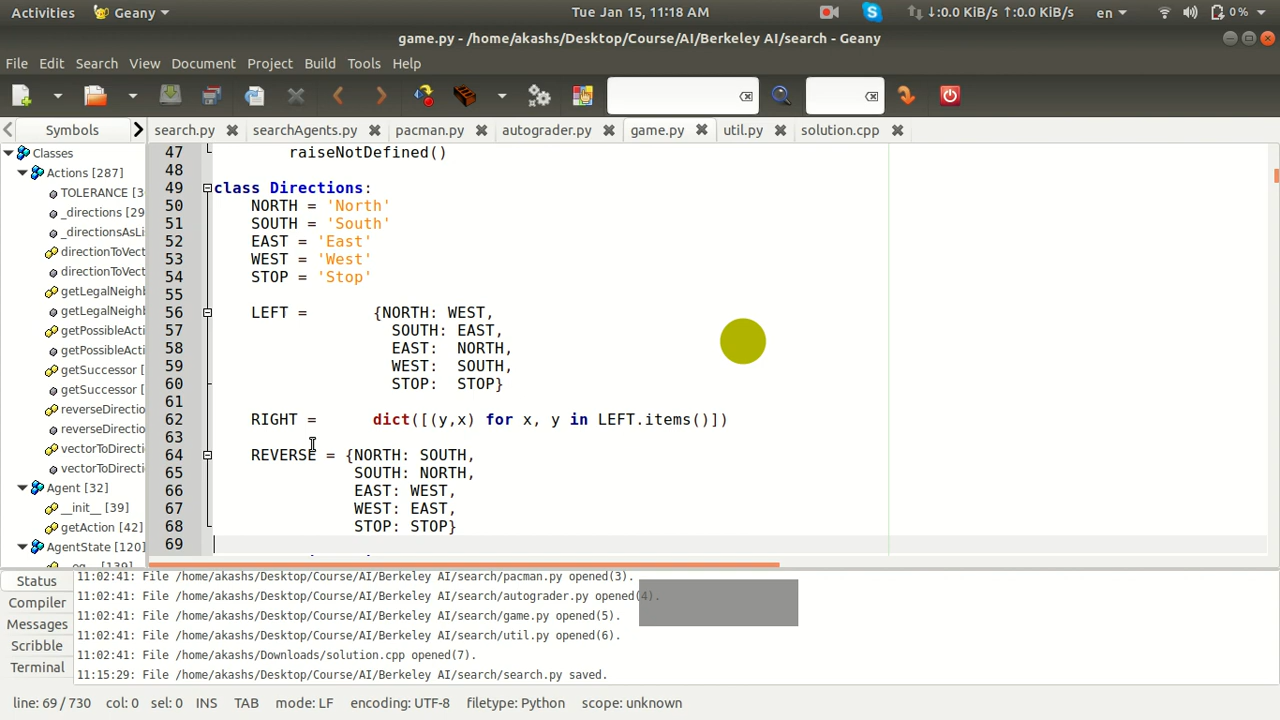 Activities Geany Tue Jan 15, 11:18 AM ↓:0.0 KiB/s ↑:0.0 KiB/s en 0 %
game.py - /home/akashs/Desktop/Course/AI/Berkeley AI/search - Geany
File Edit Search View Document Project Build Tools Help
Symbols search.py searchAgents.py pacman.py autograder.py game.py util.py solution.cpp
Classes
Actions [287]
TOLERANCE [3
_directions [29
_directionsAsLi
directionToVect
directionToVect
getLegalNeighb
getLegalNeighb
getPossibleActi
getPossibleActi
getSuccessor [
getSuccessor [
reverseDirectio
reverseDirectio
vectorToDirecti
vectorToDirecti
Agent [32]
__init__ [39]
getAction [42]
AgentState [120]
47 raiseNotDefined()
48
49 class Directions:
50 NORTH = 'North'
51 SOUTH = 'South'
52 EAST = 'East'
53 WEST = 'West'
54 STOP = 'Stop'
55
56 LEFT = {NORTH: WEST,
57 SOUTH: EAST,
58 EAST: NORTH,
59 WEST: SOUTH,
60 STOP: STOP}
61
62 RIGHT = dict([(y,x) for x, y in LEFT.items()])
63
64 REVERSE = {NORTH: SOUTH,
65 SOUTH: NORTH,
66 EAST: WEST,
67 WEST: EAST,
68 STOP: STOP}
69
Status
Compiler
Messages
Scribble
Terminal
11:02:41: File /home/akashs/Desktop/Course/AI/Berkeley AI/search/pacman.py opened(3).
11:02:41: File /home/akashs/Desktop/Course/AI/Berkeley AI/search/autograder.py opened(4).
11:02:41: File /home/akashs/Desktop/Course/AI/Berkeley AI/search/game.py opened(5).
11:02:41: File /home/akashs/Desktop/Course/AI/Berkeley AI/search/util.py opened(6).
11:02:41: File /home/akashs/Downloads/solution.cpp opened(7).
11:15:29: File /home/akashs/Desktop/Course/AI/Berkeley AI/search/search.py saved.
line: 69 / 730 col: 0 sel: 0 INS TAB mode: LF encoding: UTF-8 filetype: Python scope: unknown